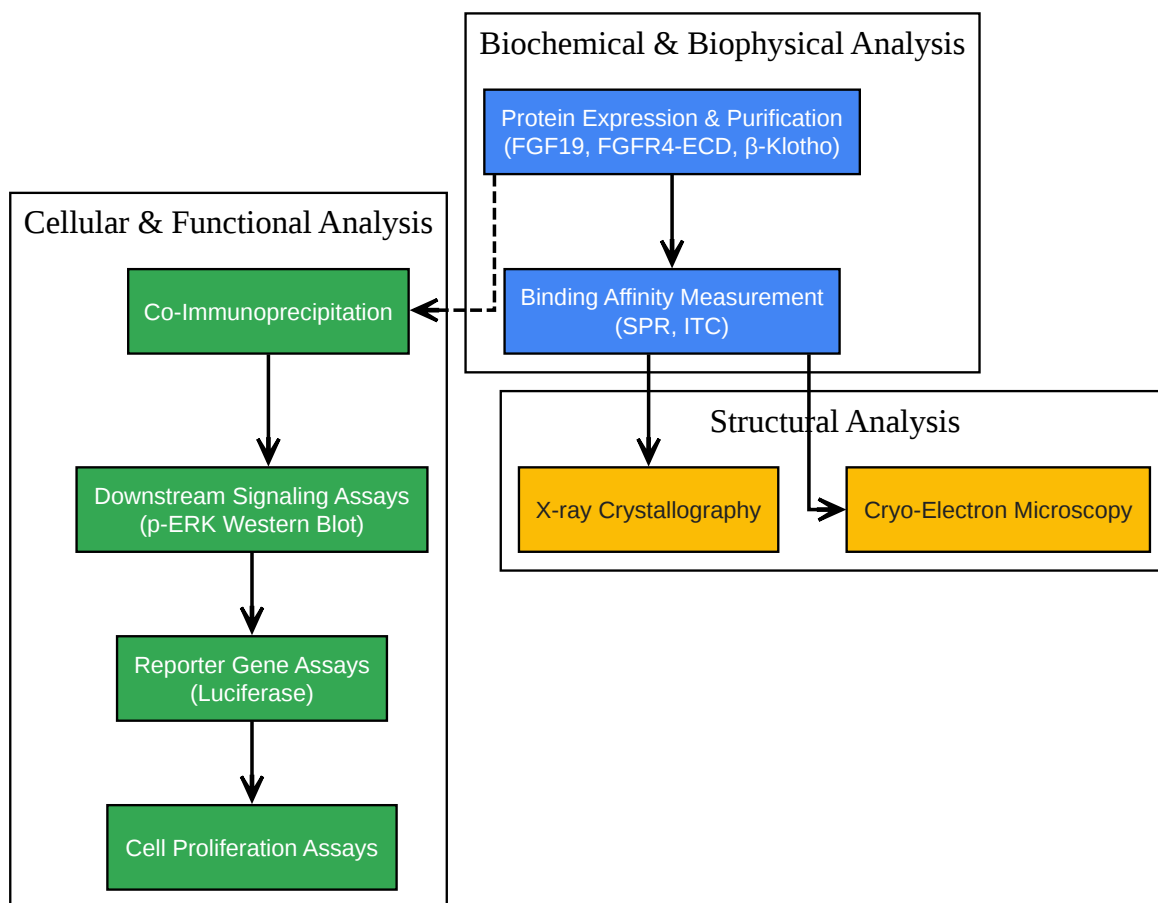 Biochemical & Biophysical Analysis
Protein Expression & Purification
(FGF19, FGFR4-ECD, β-Klotho)
Binding Affinity Measurement
(SPR, ITC)
Cellular & Functional Analysis
Co-Immunoprecipitation
Downstream Signaling Assays
(p-ERK Western Blot)
Reporter Gene Assays
(Luciferase)
Cell Proliferation Assays
Structural Analysis
X-ray Crystallography
Cryo-Electron Microscopy